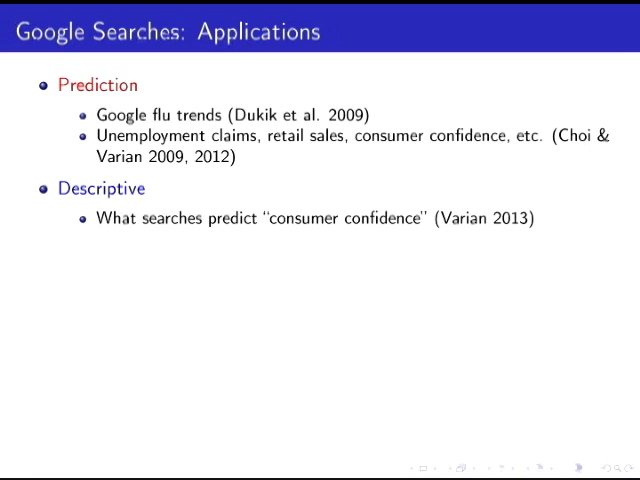 Google Searches: Applications
Prediction
Google flu trends (Dukik et al. 2009)
Unemployment claims, retail sales, consumer confidence, etc. (Choi &
Varian 2009, 2012)
Descriptive
What searches predict “consumer confidence” (Varian 2013)